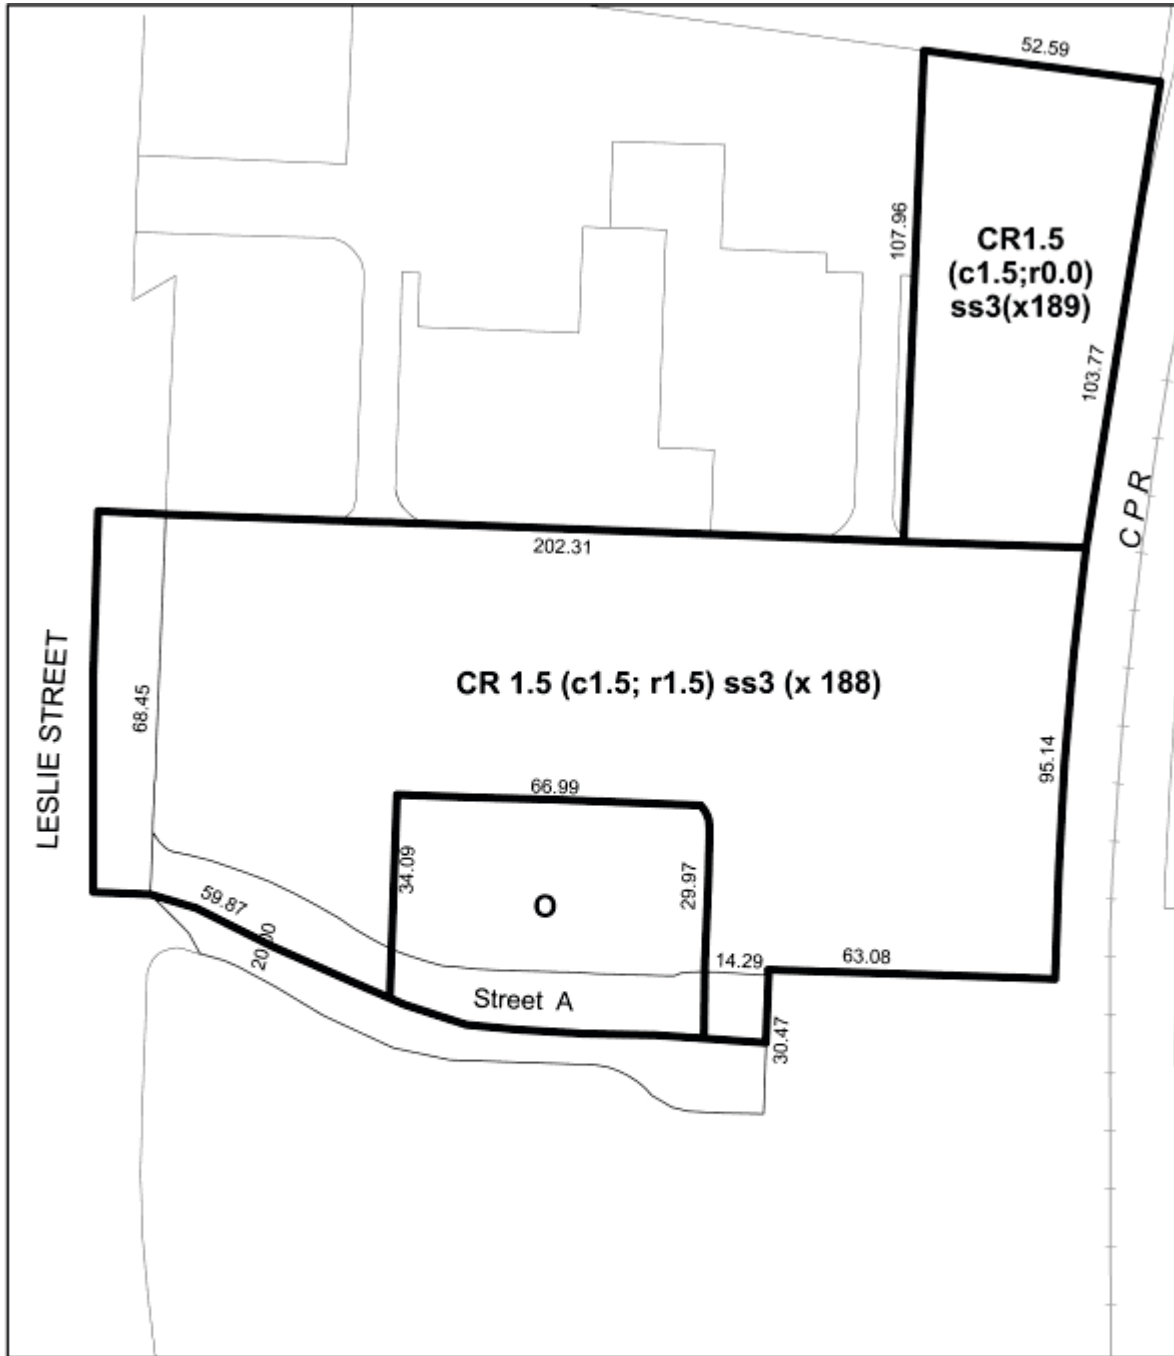 52.59
107.96
CR1.5
(c1.5;r0.0)
ss3(x189)
103.77
C P R
202.31
LESLIE STREET
68.45
CR 1.5 (c1.5; r1.5) ss3 (x 188)
95.14
66.99
34.09
29.97
O
59.87
20.00
14.29
63.08
Street A
30.47